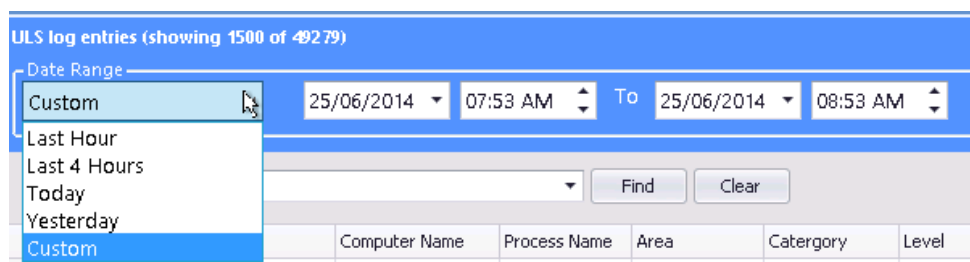 ULS log entries (showing 1500 of 49279)
Date Range
Custom 25/06/2014 07:53 AM To 25/06/2014 08:53 AM
Last Hour
Last 4 Hours
Today
Yesterday
Custom
Find Clear
Computer Name Process Name Area Catergory Level